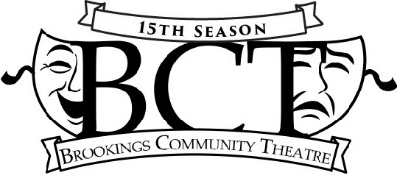 15TH SEASON
BCT
BROOKINGS COMMUNITY THEATRE